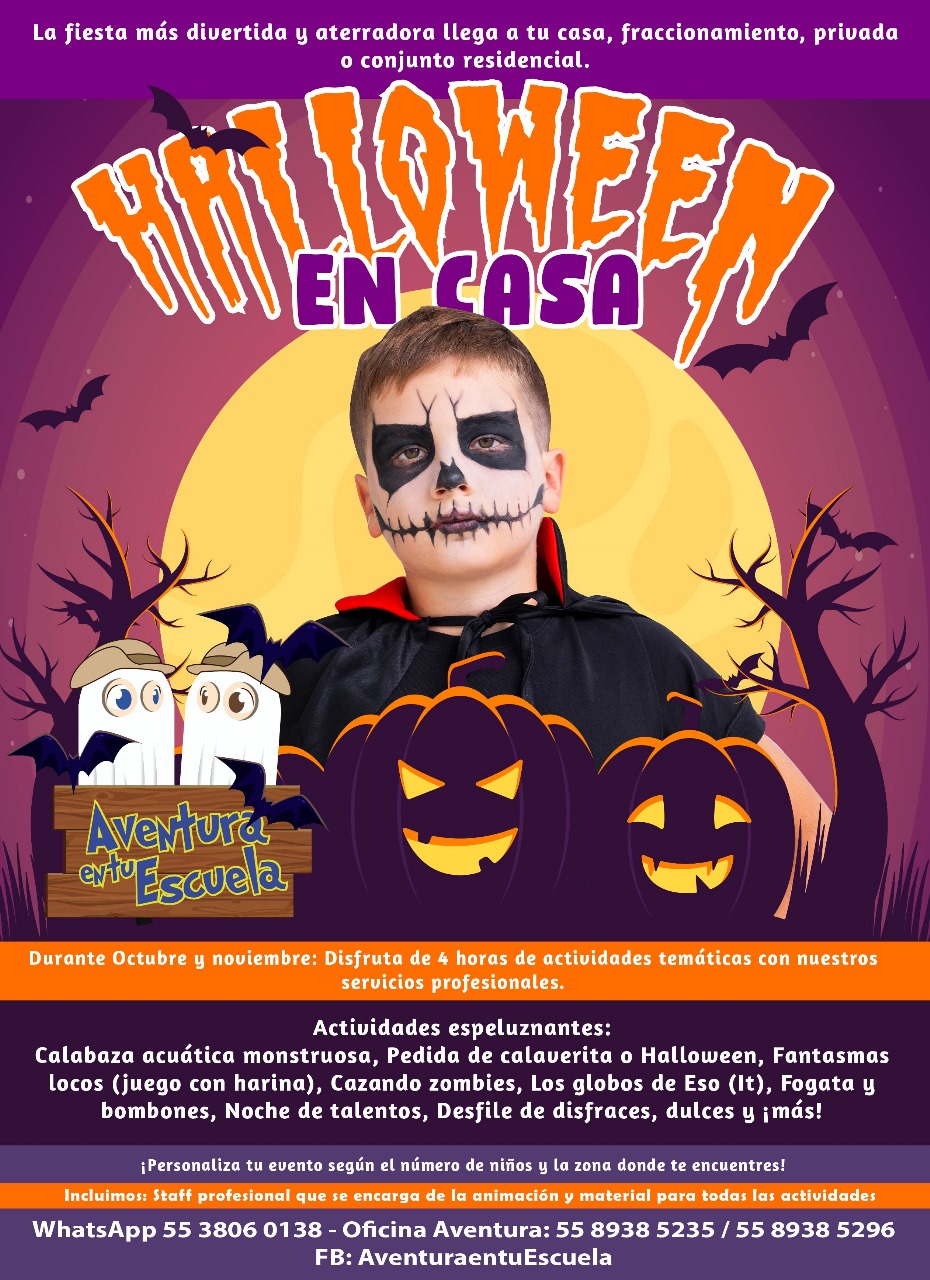 La fiesta más divertida y aterradora llega a tu casa, fraccionamiento, privada
o conjunto residencial.
HALLOWEEN
EN CASA
Aventura
en tu
Escuela
Durante Octubre y noviembre: Disfruta de 4 horas de actividades temáticas con nuestros
servicios profesionales.
Actividades espeluznantes:
Calabaza acuática monstruosa, Pedida de calaverita o Halloween, Fantasmas
locos (juego con harina), Cazando zombies, Los globos de Eso (It), Fogata y
bombones, Noche de talentos, Desfile de disfraces, dulces y ¡más!
¡Personaliza tu evento según el número de niños y la zona donde te encuentres!
Incluimos: Staff profesional que se encarga de la animación y material para todas las actividades
WhatsApp 55 3806 0138 - Oficina Aventura: 55 8938 5235 / 55 8938 5296
FB: AventuraentuEscuela